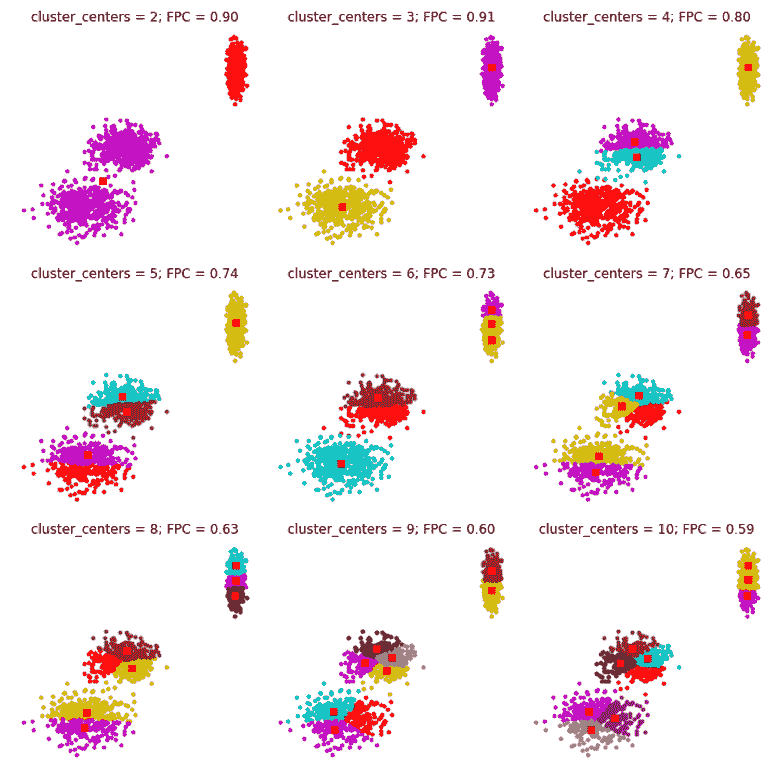 cluster_centers = 2; FPC = 0.90
cluster_centers = 3; FPC = 0.91
cluster_centers = 4; FPC = 0.80
cluster_centers = 5; FPC = 0.74
cluster_centers = 6; FPC = 0.73
cluster_centers = 7; FPC = 0.65
cluster_centers = 8; FPC = 0.63
cluster_centers = 9; FPC = 0.60
cluster_centers = 10; FPC = 0.59